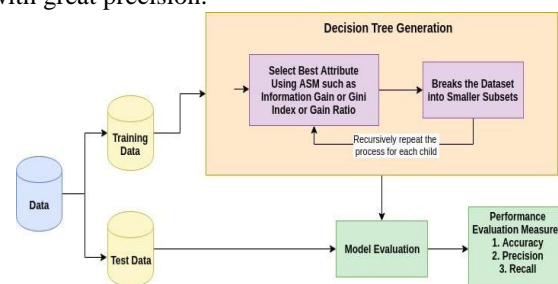 with great precision.
Decision Tree Generation
Select Best Attribute
Using ASM such as
Information Gain or Gini
Index or Gain Ratio
Breaks the Dataset
into Smaller Subsets
Recursively repeat the
process for each child
Training
Data
Data
Test Data
Model Evaluation
Performance
Evaluation Measure
1. Accuracy
2. Precision
3. Recall